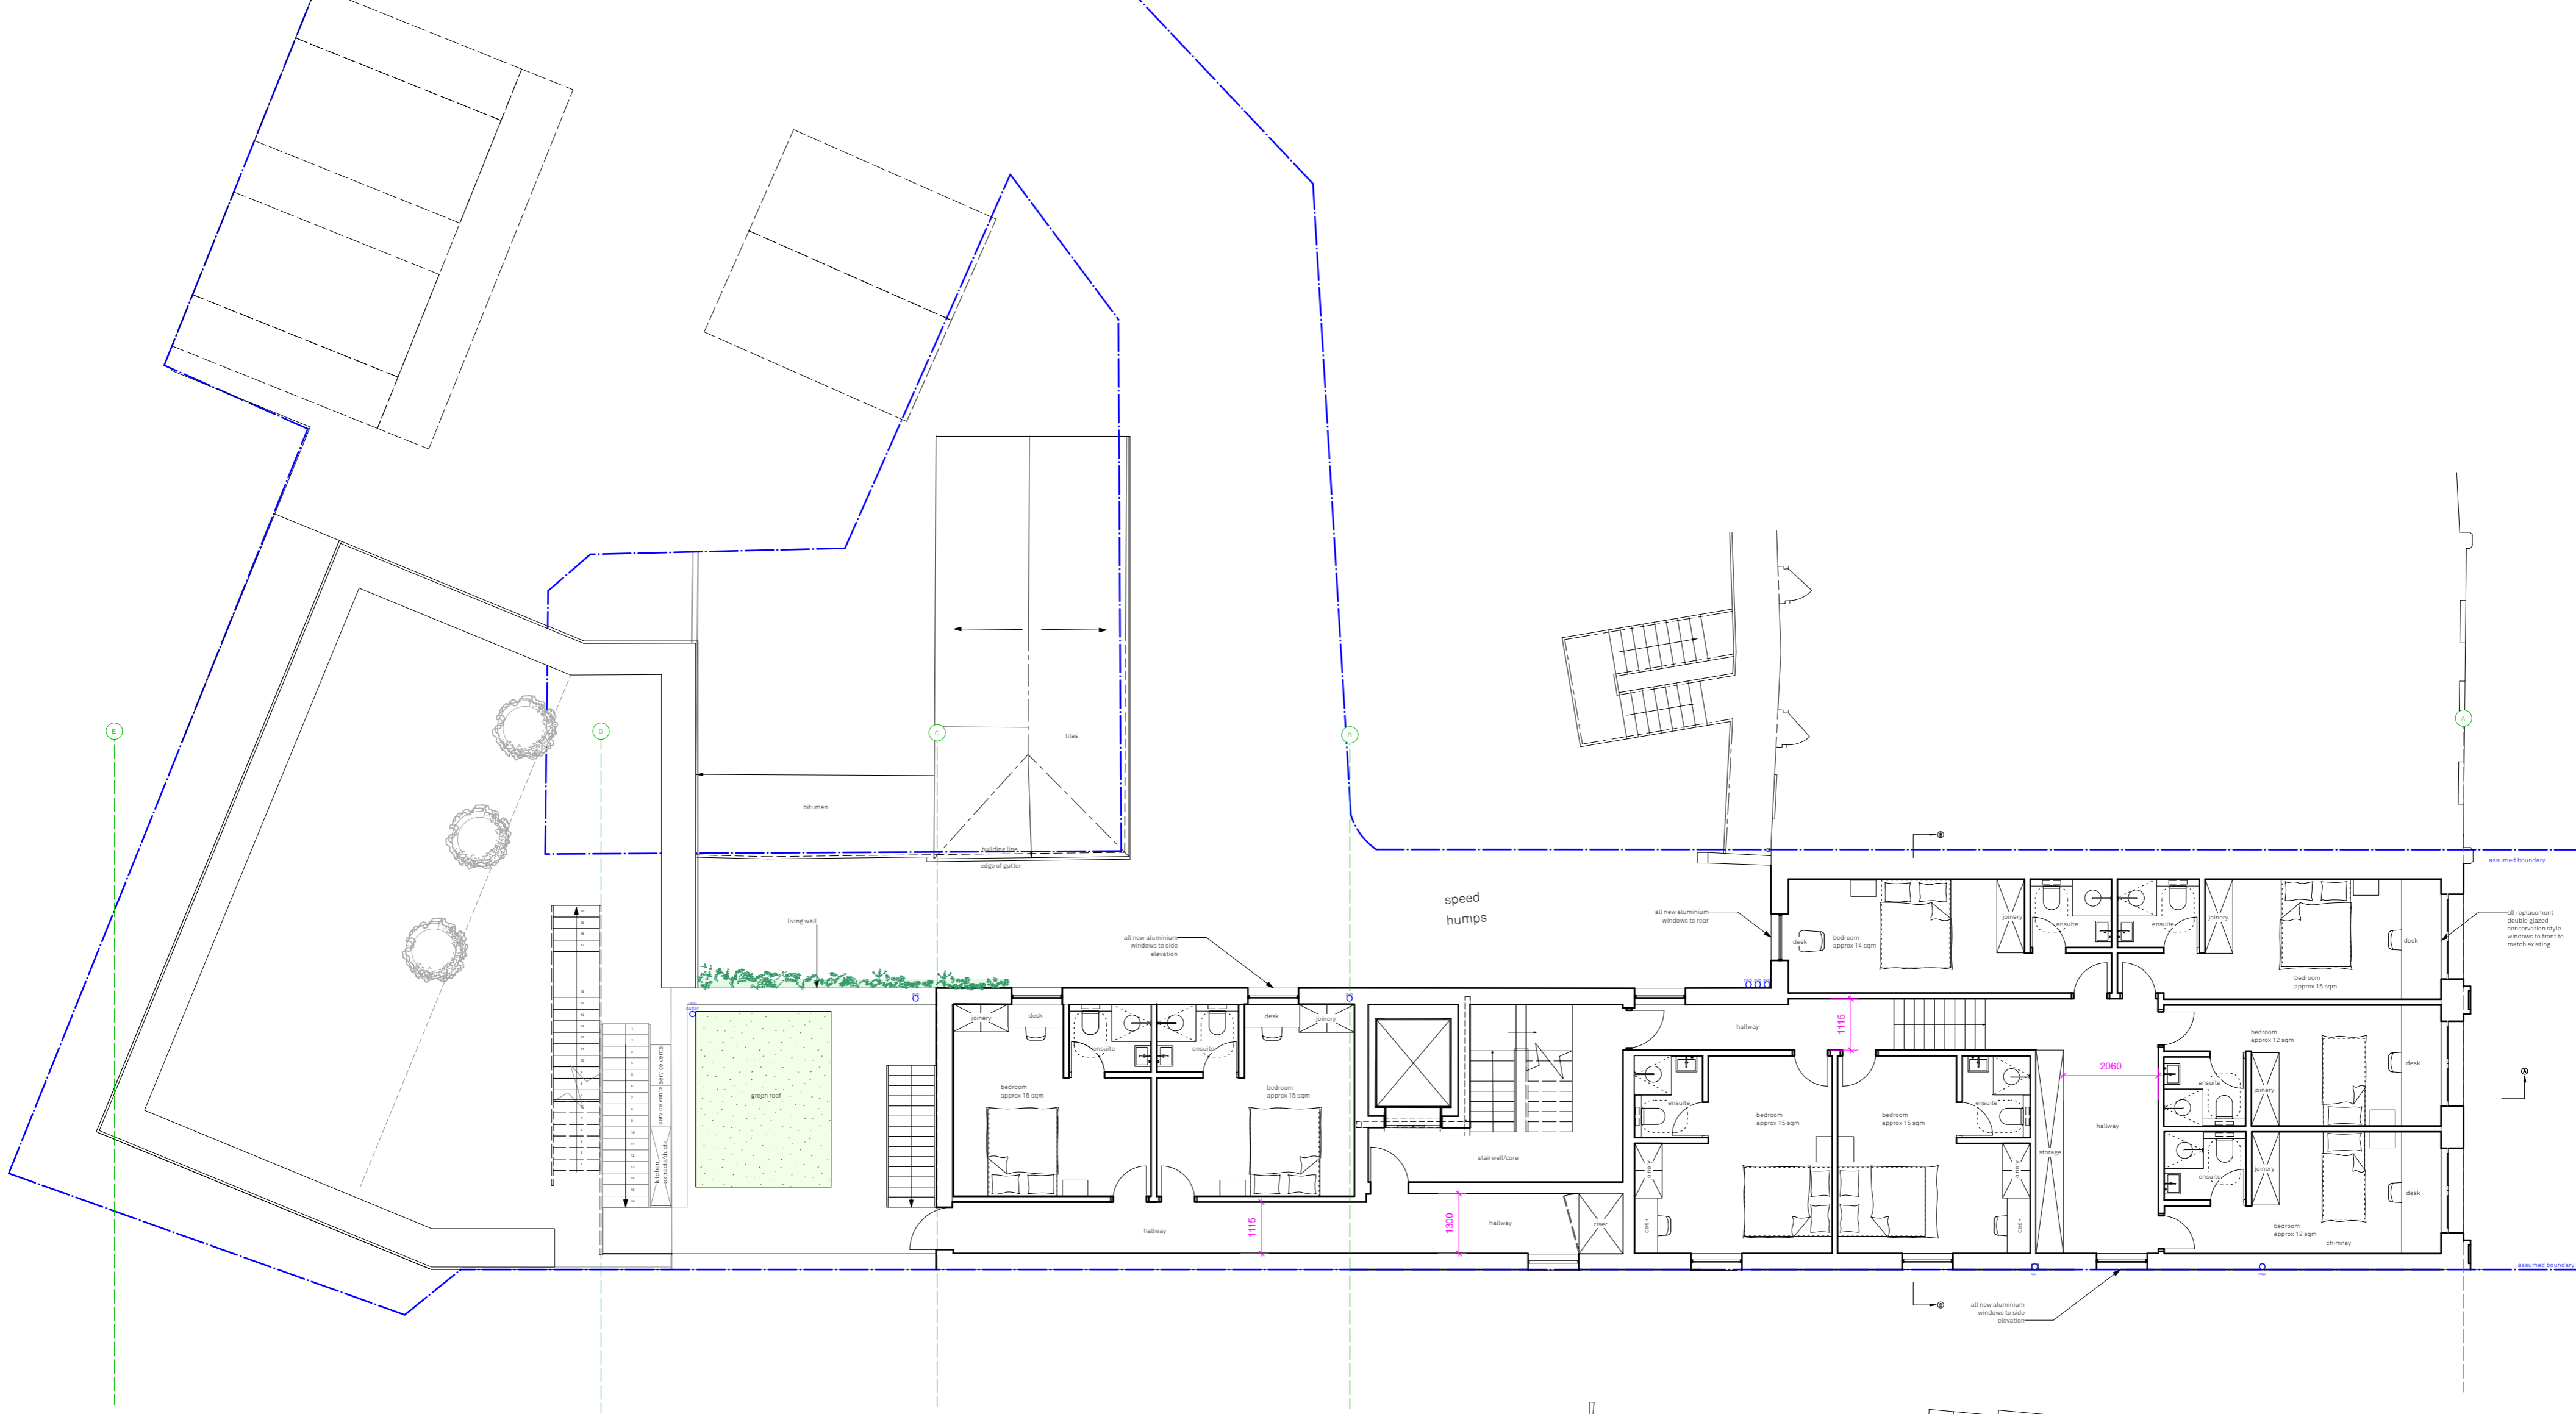 E
D
C
B
A
tiles
bitumen
building line
edge of gutter
speed
humps
living wall
all new aluminium
windows to side
elevation
all new aluminium
windows to rear
assumed boundary
all replacement
double glazed
conservation style
windows to front to
match existing
B
desk
bedroom
approx 14 sqm
joinery
ensuite
ensuite
joinery
desk
bedroom
approx 15 sqm
joinery
desk
ensuite
ensuite
desk
joinery
bedroom
approx 15 sqm
bedroom
approx 15 sqm
green roof
service vents
service vents
kitchen
extracts/ducts
hallway
1115
1300
hallway
riser
stairwell/core
hallway
1115
ensuite
bedroom
approx 15 sqm
joinery
desk
bedroom
approx 15 sqm
ensuite
joinery
desk
storage
2060
hallway
bedroom
approx 12 sqm
ensuite
joinery
desk
A
ensuite
joinery
desk
bedroom
approx 12 sqm
chimney
assumed boundary
B
all new aluminium
windows to side
elevation